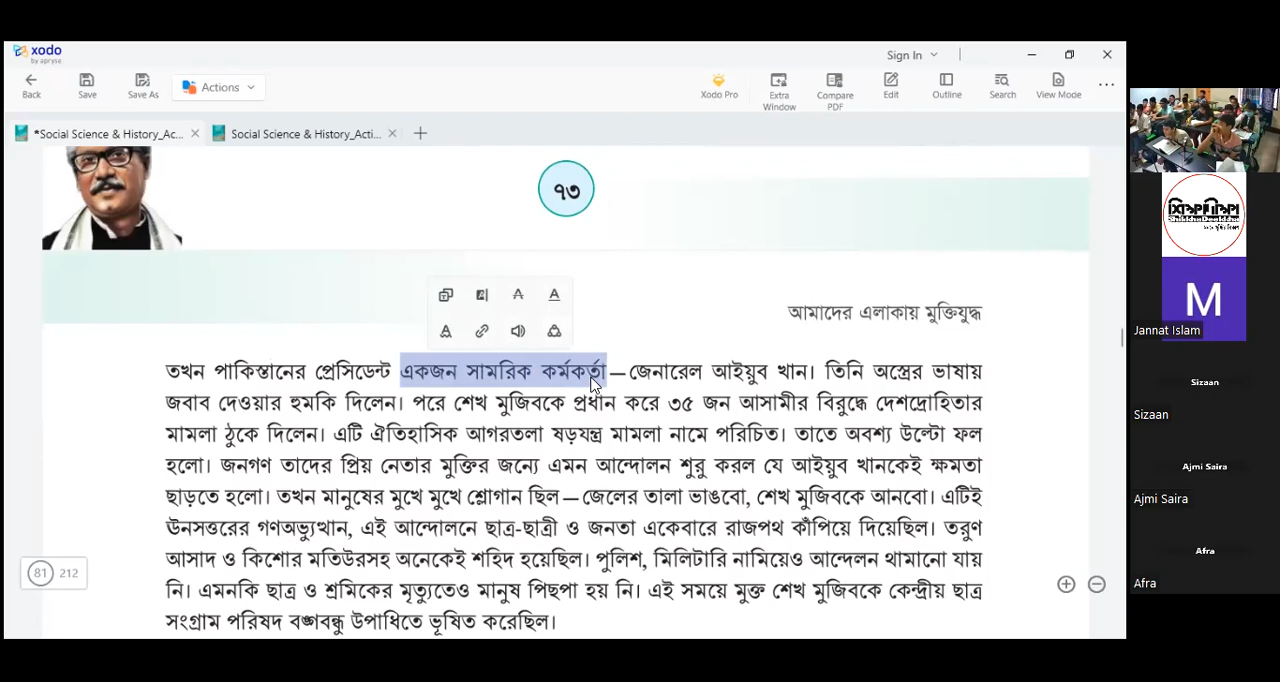 xodo
by apryse
Sign In
Back
Save
Save As
Actions
Xodo Pro
Extra Window
Compare PDF
Edit
Outline
Search
View Mode
*Social Science & History_Ac...
Social Science & History_Acti...
৭৩
আমাদের এলাকায় মুক্তিযুদ্ধ
তখন পাকিস্তানের প্রেসিডেন্ট একজন সামরিক কর্মকর্তা—জেনারেল আইয়ুব খান। তিনি অস্ত্রের ভাষায়
জবাব দেওয়ার হুমকি দিলেন। পরে শেখ মুজিবকে প্রধান করে ৩৫ জন আসামীর বিরুদ্ধে দেশদ্রোহিতার
মামলা ঠুকে দিলেন। এটি ঐতিহাসিক আগরতলা ষড়যন্ত্র মামলা নামে পরিচিত। তাতে অবশ্য উল্টো ফল
হলো। জনগণ তাদের প্রিয় নেতার মুক্তির জন্যে এমন আন্দোলন শুরু করল যে আইয়ুব খানকেই ক্ষমতা
ছাড়তে হলো। তখন মানুষের মুখে মুখে শ্লোগান ছিল—জেলের তালা ভাঙবো, শেখ মুজিবকে আনবো। এটিই
ঊনসত্তরের গণঅভ্যুত্থান, এই আন্দোলনে ছাত্র-ছাত্রী ও জনতা একেবারে রাজপথ কাঁপিয়ে দিয়েছিল। তরুণ
আসাদ ও কিশোর মতিউরসহ অনেকেই শহিদ হয়েছিল। পুলিশ, মিলিটারি নামিয়েও আন্দেলন থামানো যায়
নি। এমনকি ছাত্র ও শ্রমিকের মৃত্যুতেও মানুষ পিছপা হয় নি। এই সময়ে মুক্ত শেখ মুজিবকে কেন্দ্রীয় ছাত্র
সংগ্রাম পরিষদ বঙ্গবন্ধু উপাধিতে ভূষিত করেছিল।
81 212
শিক্ষাদীক্ষা
ShikkhaDeekkha
M
Jannat Islam
Sizaan
Sizaan
Ajmi Saira
Ajmi Saira
Afra
Afra